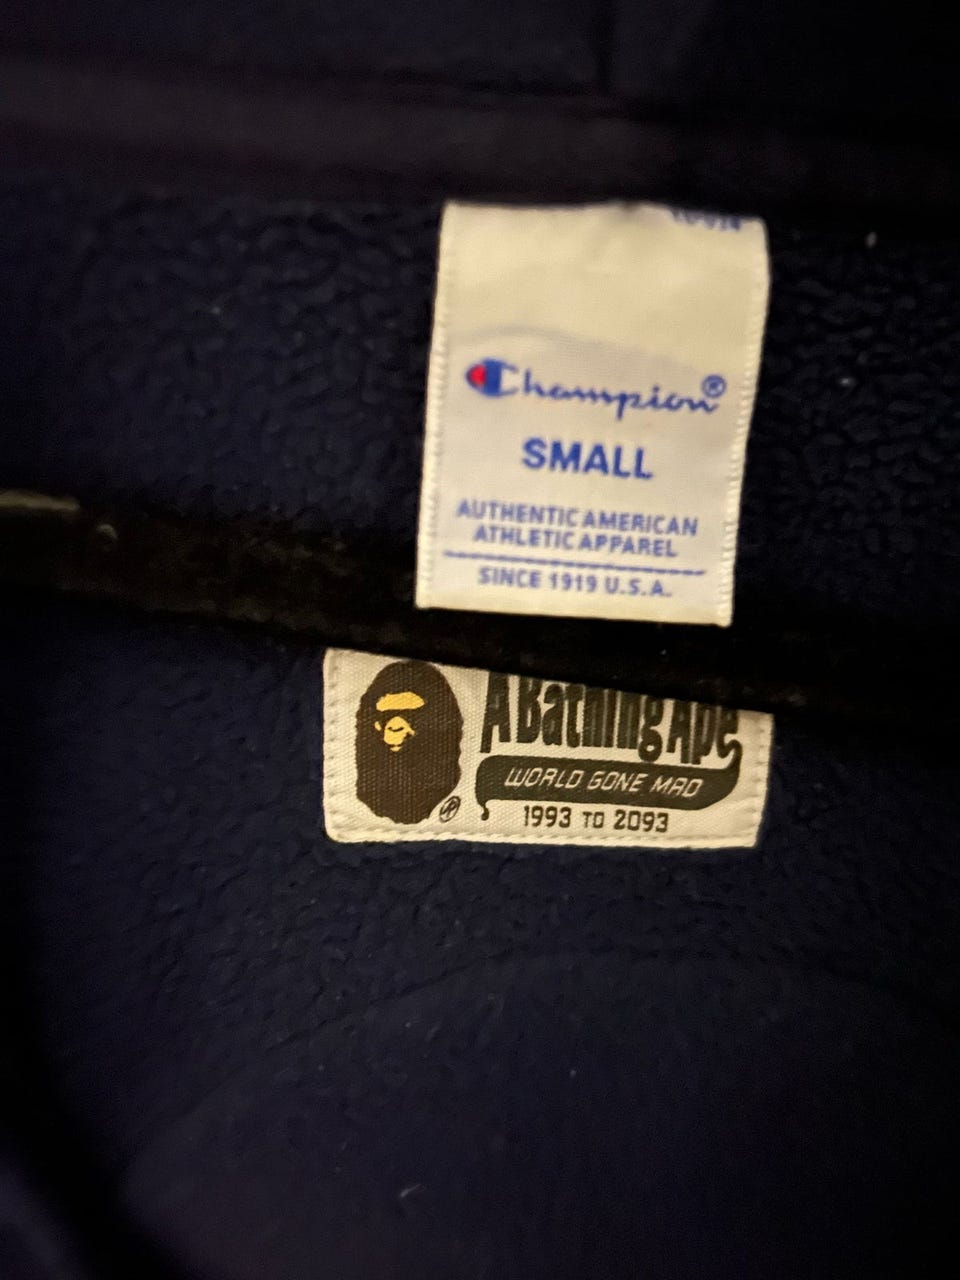 Champion®
SMALL
AUTHENTIC AMERICAN
ATHLETIC APPAREL
SINCE 1919 U.S.A.
A Bathing Ape
WORLD GONE MAD
1993 TO 2093